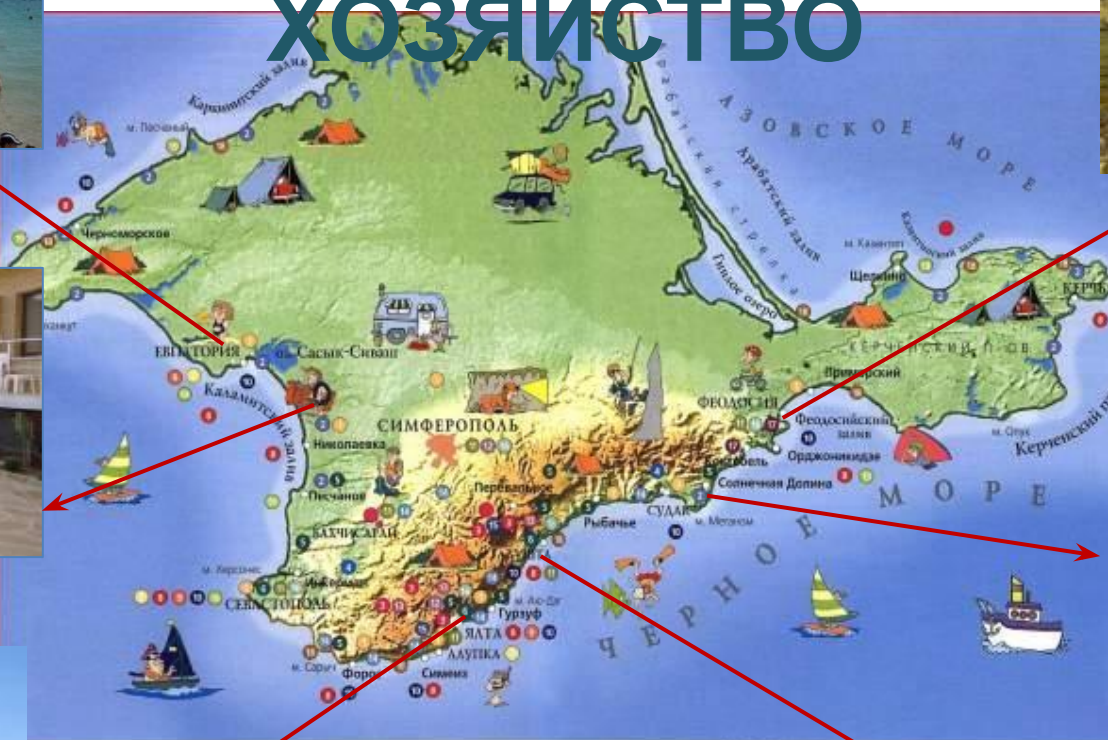 ХОЗЯЙСТВО
Каркинитский залив
м. Песчаный
АЗОВСКОЕ МОРЕ
Арабатский залив
Арабатская стрелка
Черноморское
м. Казантип
Казантипский залив
Щелкино
КЕРЧЬ
Гнилое озеро
КЕРЧЕНСКИЙ П-ОВ
ЕВПАТОРИЯ
оз. Сасык-Сиваш
Приморский
Каламитский залив
ФЕОДОСИЯ
Феодосийский залив
м. Опук
Керченский п
СИМФЕРОПОЛЬ
Николаевка
Орджоникидзе
Солнечная Долина
Песчаное
Перевальное
СУДАК
м. Меганом
Рыбачье
БАХЧИСАРАЙ
м. Херсонес
Инкерман
СЕВАСТОПОЛЬ
м. Аю-Даг
Гурзуф
ЯЛТА
АЛУПКА
м. Сарыч
Форос
Симеиз
ЧЕРНОЕ МОРЕ